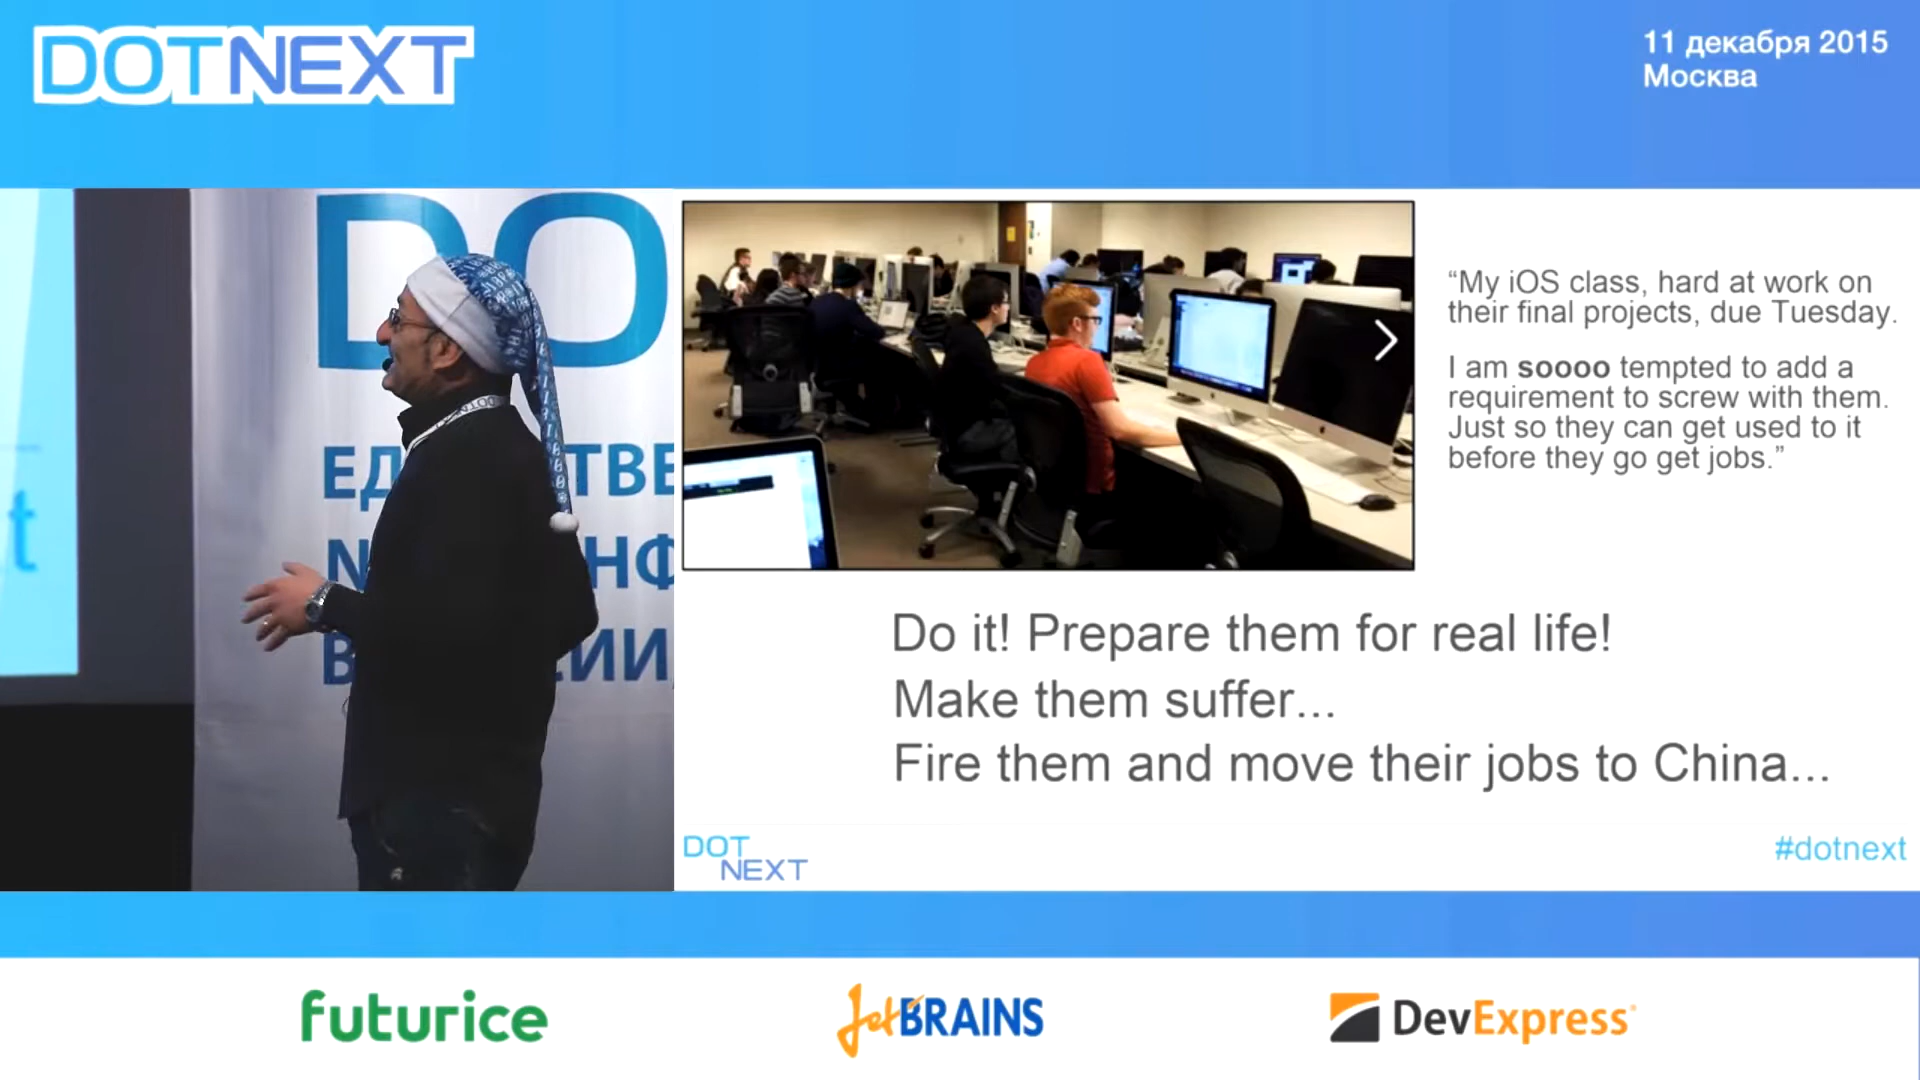 DOTNEXT
11 декабря 2015
Москва
DO
t
“My iOS class, hard at work on
their final projects, due Tuesday.
I am soooo tempted to add a
requirement to screw with them.
Just so they can get used to it
before they go get jobs.”
Do it! Prepare them for real life!
Make them suffer...
Fire them and move their jobs to China...
DOT
NEXT
#dotnext
futurice
JetBRAINS
DevExpress